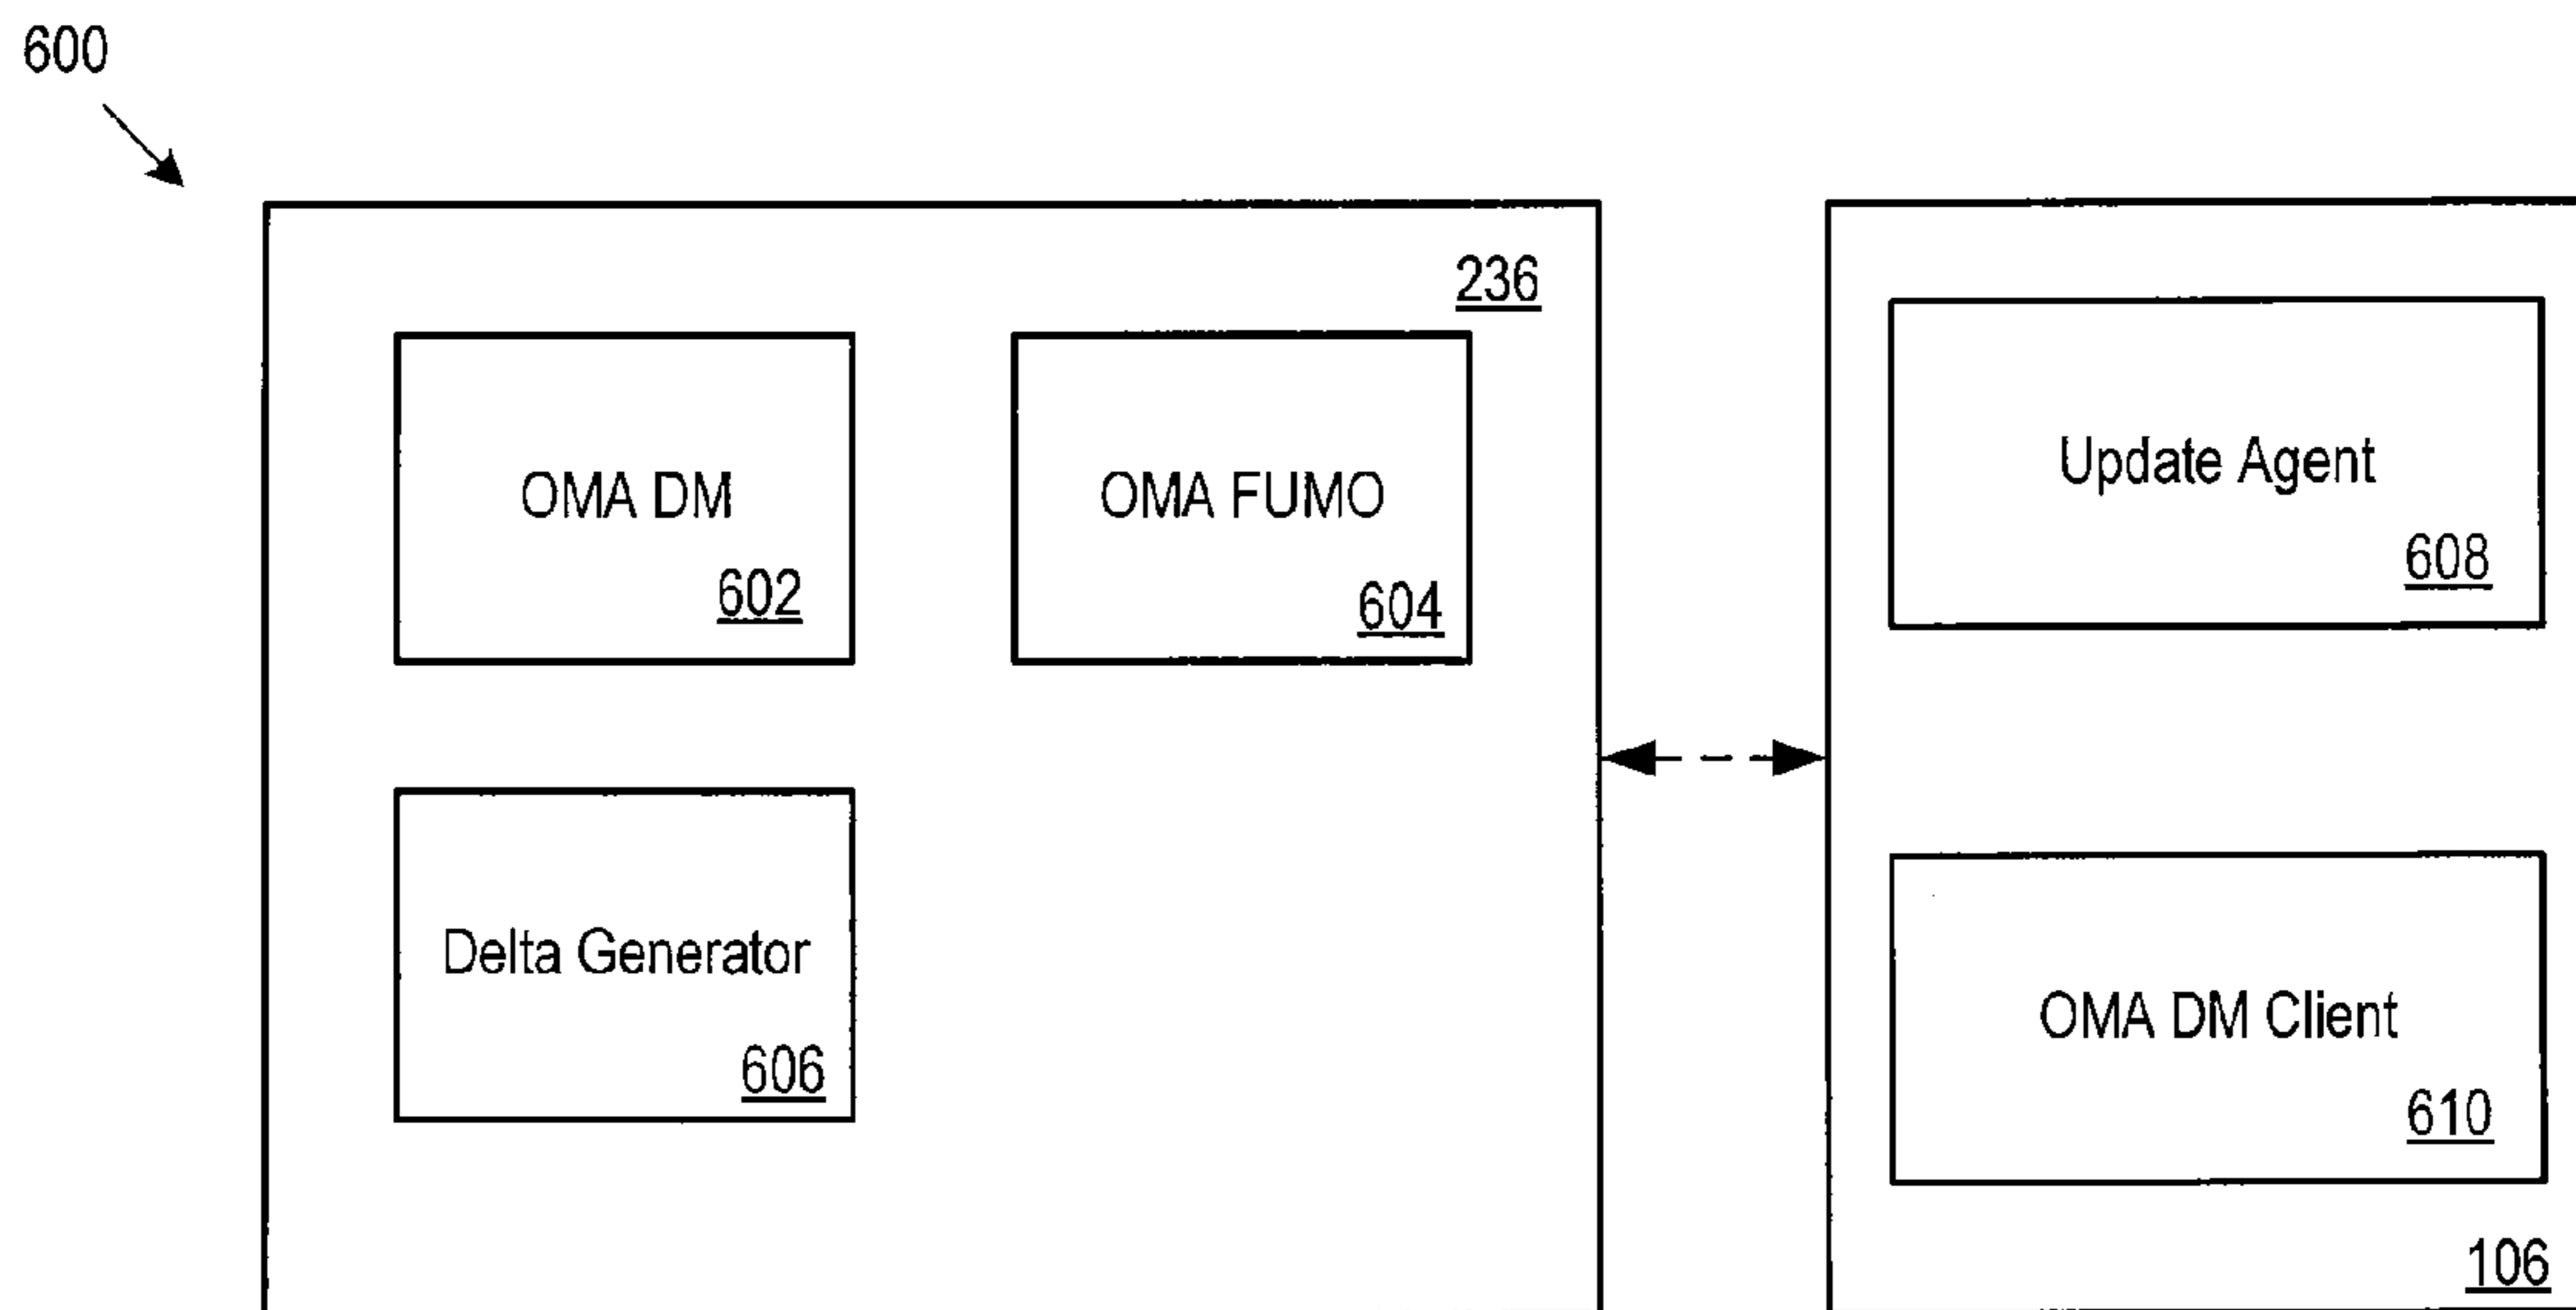 600
236
OMA DM
602
OMA FUMO
604
Delta Generator
606
Update Agent
608
OMA DM Client
610
106